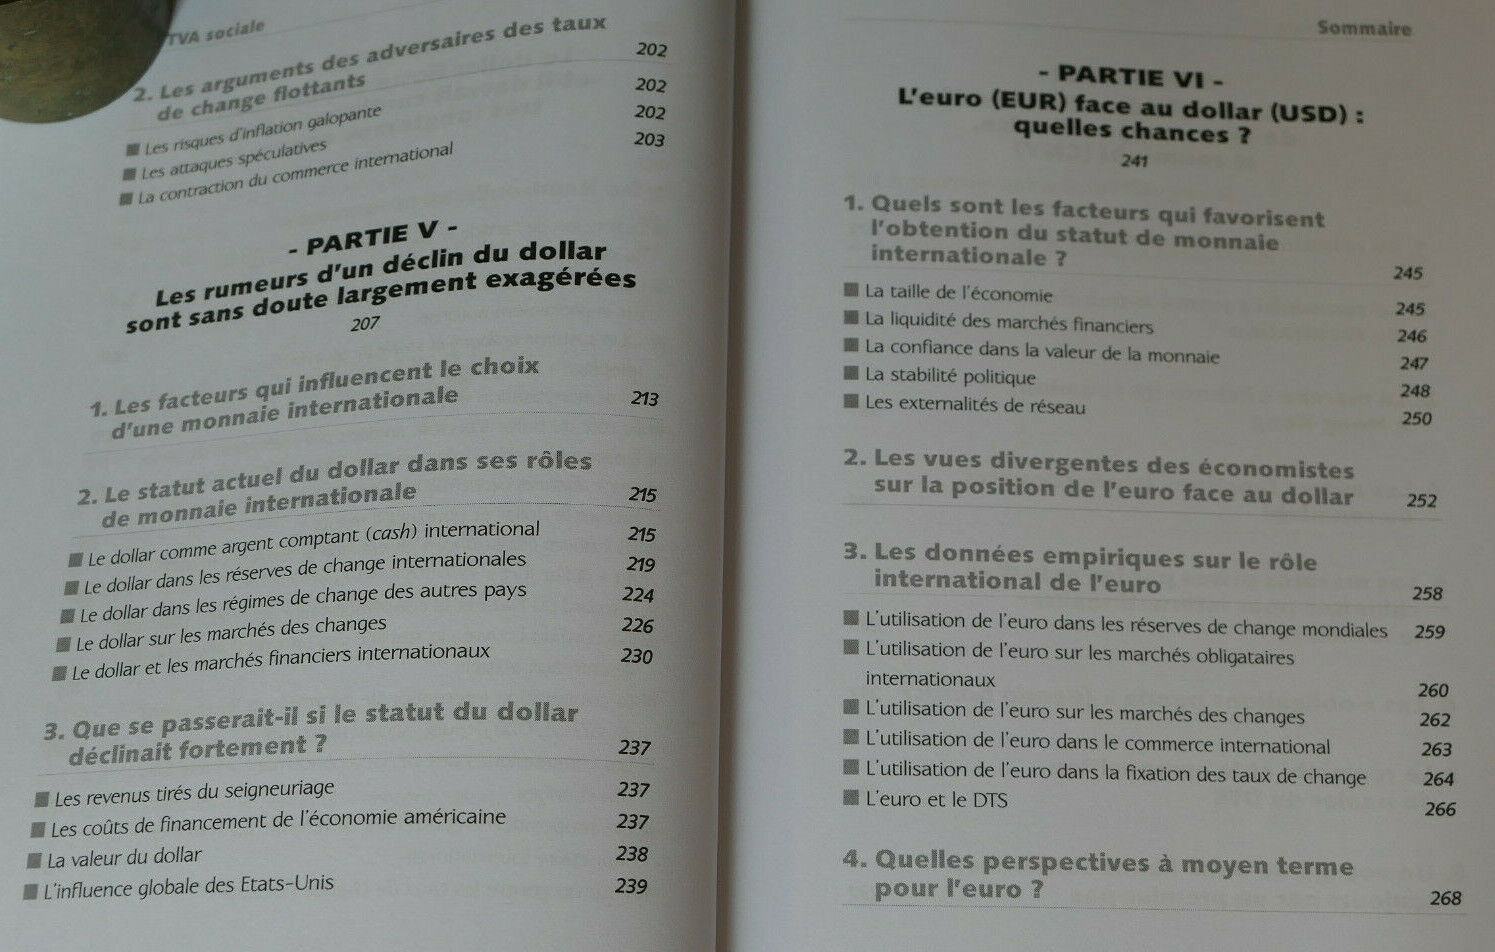 TVA sociale
2. Les arguments des adversaires des taux
de change flottants 202
■ Les risques d'inflation galopante 202
■ Les attaques spéculatives 202
■ La contraction du commerce international 203
- PARTIE V -
Les rumeurs d'un déclin du dollar
sont sans doute largement exagérées
207
1. Les facteurs qui influencent le choix
d'une monnaie internationale 213
2. Le statut actuel du dollar dans ses rôles
de monnaie internationale 215
■ Le dollar comme argent comptant (cash) international 215
■ Le dollar dans les réserves de change internationales 219
■ Le dollar dans les régimes de change des autres pays 224
■ Le dollar sur les marchés des changes 226
■ Le dollar et les marchés financiers internationaux 230
3. Que se passerait-il si le statut du dollar
déclinait fortement ? 237
■ Les revenus tirés du seigneuriage 237
■ Les coûts de financement de l'économie américaine 237
■ La valeur du dollar 238
■ L'influence globale des Etats-Unis 239
Sommaire
- PARTIE VI -
L'euro (EUR) face au dollar (USD) :
quelles chances ?
241
1. Quels sont les facteurs qui favorisent
l'obtention du statut de monnaie
internationale ? 245
■ La taille de l'économie 245
■ La liquidité des marchés financiers 246
■ La confiance dans la valeur de la monnaie 247
■ La stabilité politique 248
■ Les externalités de réseau 250
2. Les vues divergentes des économistes
sur la position de l'euro face au dollar 252
3. Les données empiriques sur le rôle
international de l'euro 258
■ L'utilisation de l'euro dans les réserves de change mondiales 259
■ L'utilisation de l'euro sur les marchés obligataires
internationaux 260
■ L'utilisation de l'euro sur les marchés des changes 262
■ L'utilisation de l'euro dans le commerce international 263
■ L'utilisation de l'euro dans la fixation des taux de change 264
■ L'euro et le DTS 266
4. Quelles perspectives à moyen terme
pour l'euro ? 268